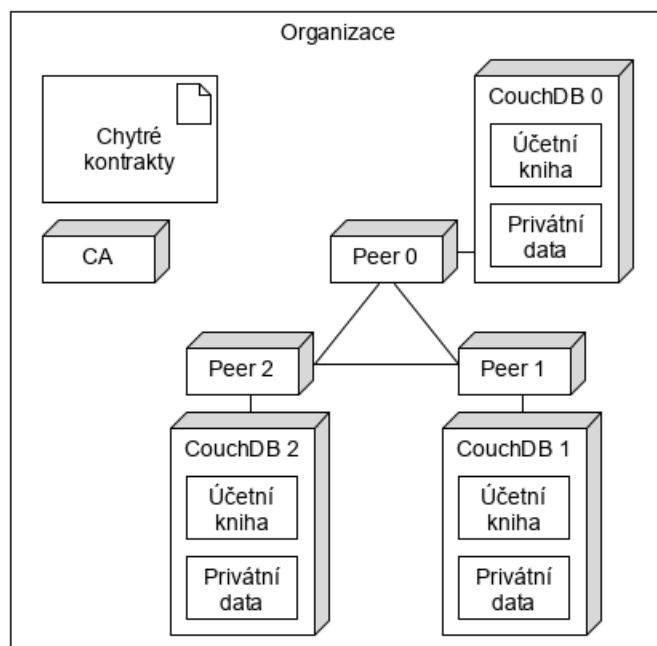 Organizace
Chytré
kontrakty
CA
CouchDB 0
Účetní
kniha
Privátní
data
Peer 0
Peer 2
Peer 1
CouchDB 2
Účetní
kniha
Privátní
data
CouchDB 1
Účetní
kniha
Privátní
data